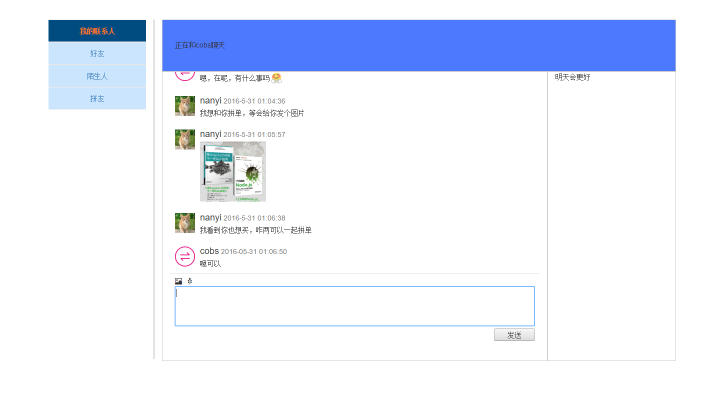 我的联系人
好友
陌生人
拼友
正在和cobs聊天
嗯，在呢，有什么事吗
nanyi 2016-5-31 01:04:36
我想和你拼单，等会给你发个图片
nanyi 2016-5-31 01:05:57
Node.js
nanyi 2016-5-31 01:06:38
我看到你也想买，咋两可以一起拼单
cobs 2016-05-31 01:06:50
嗯可以
发送
明天会更好